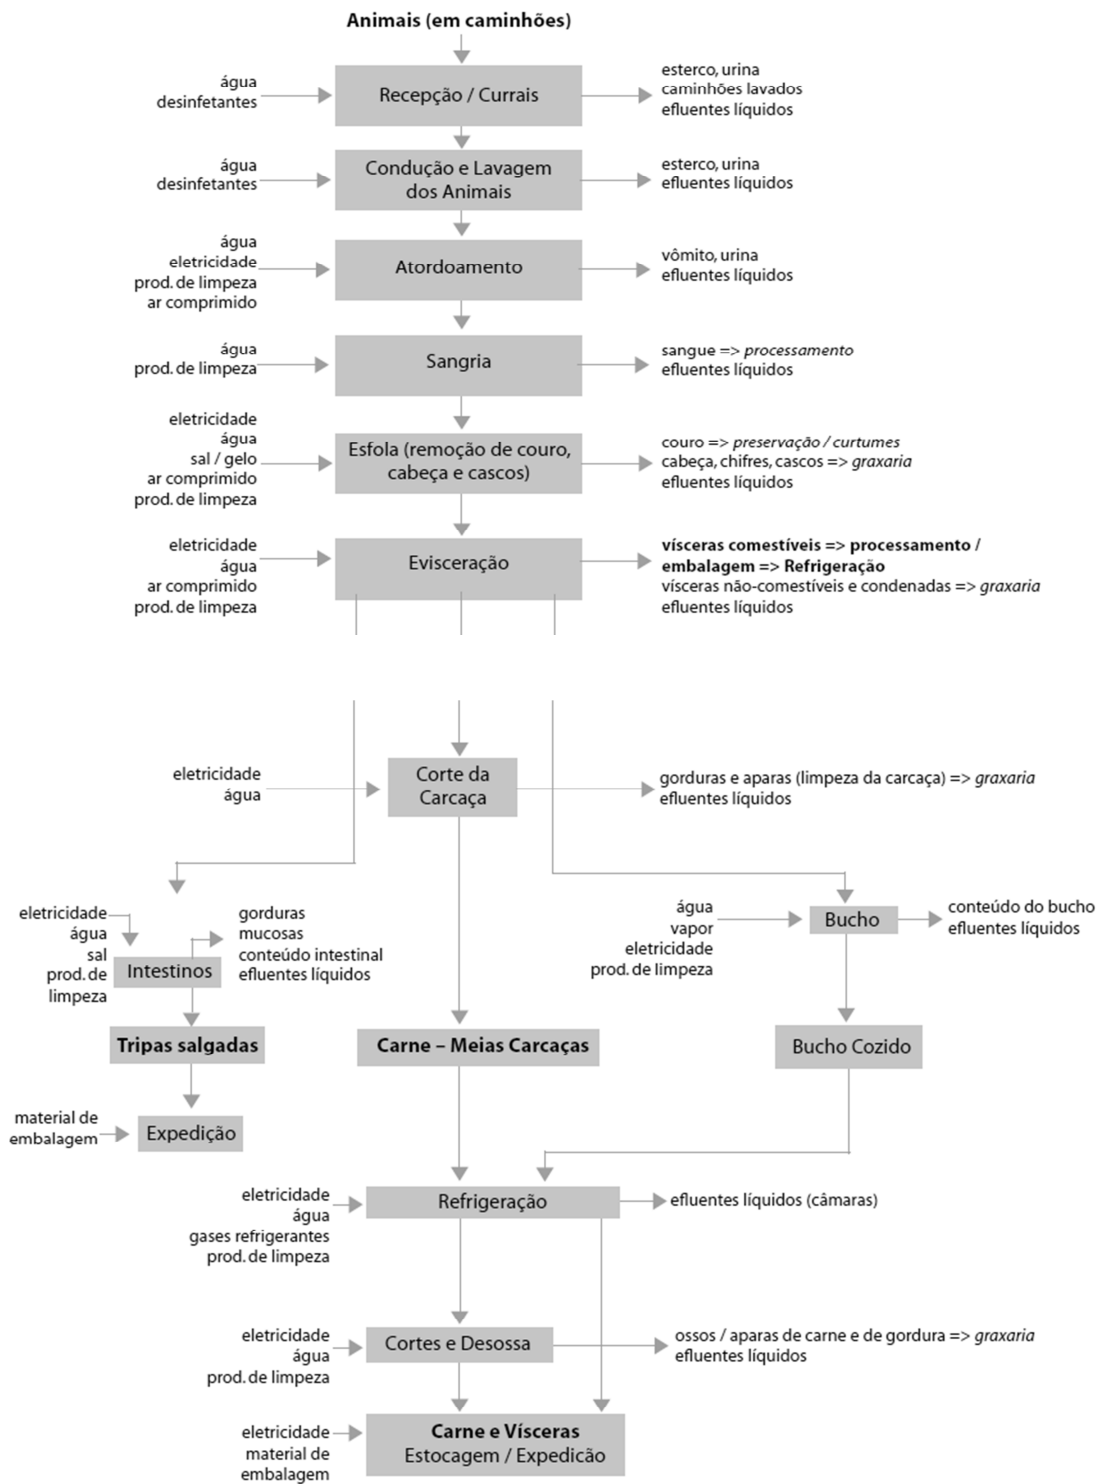 Animais (em caminhões)
água
desinfetantes
Recepção / Currais
esterco, urina
caminhões lavados
efluentes líquidos
água
desinfetantes
Condução e Lavagem
dos Animais
esterco, urina
efluentes líquidos
água
eletricidade
prod. de limpeza
ar comprimido
Atordoamento
vômito, urina
efluentes líquidos
água
prod. de limpeza
Sangria
sangue => processamento
efluentes líquidos
eletricidade
água
sal / gelo
ar comprimido
prod. de limpeza
Esfola (remoção de couro,
cabeça e cascos)
couro => preservação / curtumes
cabeça, chifres, cascos => graxaria
efluentes líquidos
eletricidade
água
ar comprimido
prod. de limpeza
Evisceração
vísceras comestíveis => processamento /
embalagem => Refrigeração
vísceras não-comestíveis e condenadas => graxaria
efluentes líquidos
eletricidade
água
Corte da
Carcaça
gorduras e aparas (limpeza da carcaça) => graxaria
efluentes líquidos
eletricidade
água
sal
prod. de
limpeza
Intestinos
gorduras
mucosas
conteúdo intestinal
efluentes líquidos
água
vapor
eletricidade
prod. de limpeza
Bucho
conteúdo do bucho
efluentes líquidos
Tripas salgadas
Carne – Meias Carcaças
Bucho Cozido
material de
embalagem
Expedição
eletricidade
água
gases refrigerantes
prod. de limpeza
Refrigeração
efluentes líquidos (câmaras)
eletricidade
água
prod. de limpeza
Cortes e Desossa
ossos / aparas de carne e de gordura => graxaria
efluentes líquidos
eletricidade
material de
embalagem
Carne e Vísceras
Estocagem / Expedicão